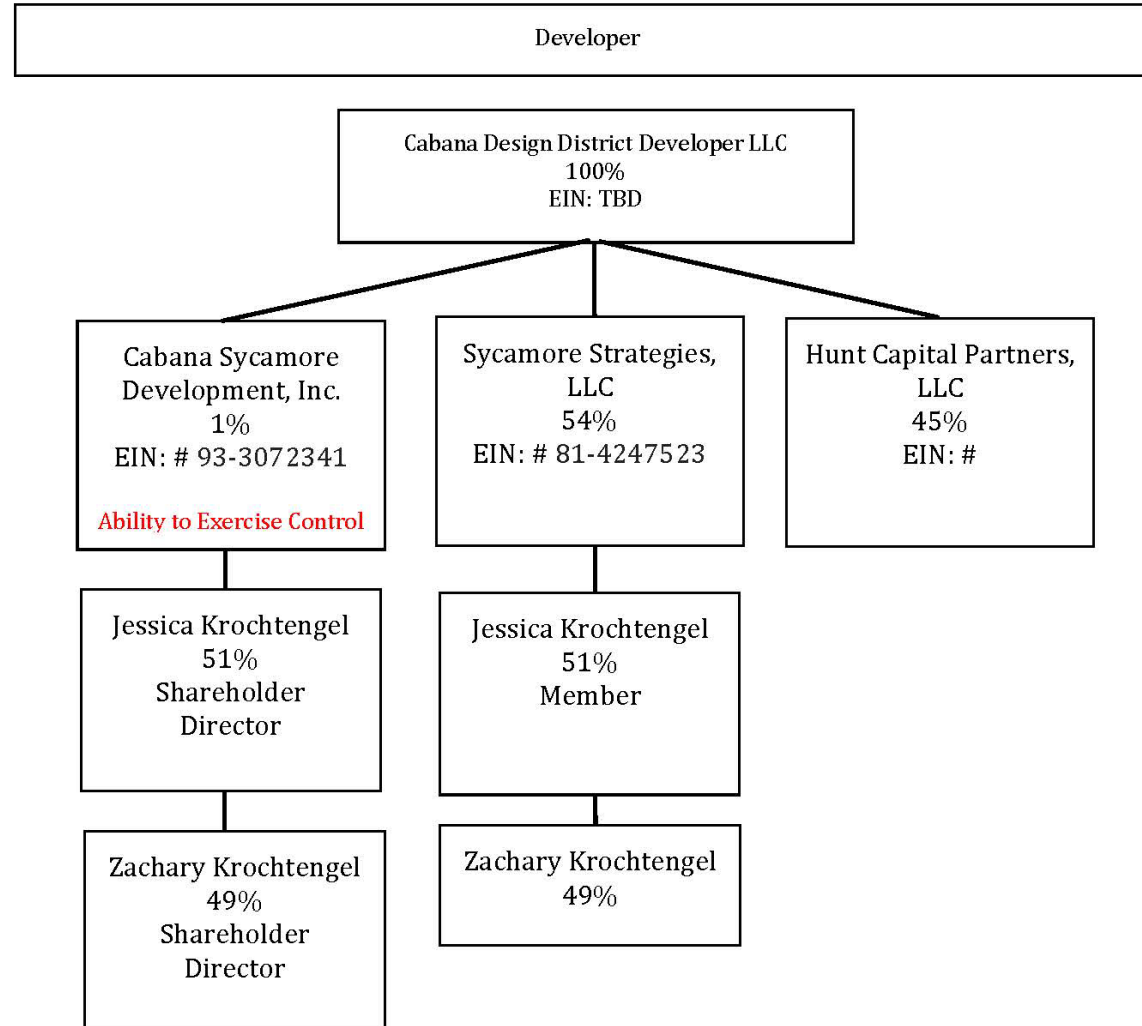 Developer
Cabana Design District Developer LLC
100%
EIN: TBD
Cabana Sycamore
Development, Inc.
1%
EIN: # 93-3072341
Ability to Exercise Control
Sycamore Strategies,
LLC
54%
EIN: # 81-4247523
Hunt Capital Partners,
LLC
45%
EIN: #
Jessica Krochtengel
51%
Shareholder
Director
Jessica Krochtengel
51%
Member
Zachary Krochtengel
49%
Shareholder
Director
Zachary Krochtengel
49%